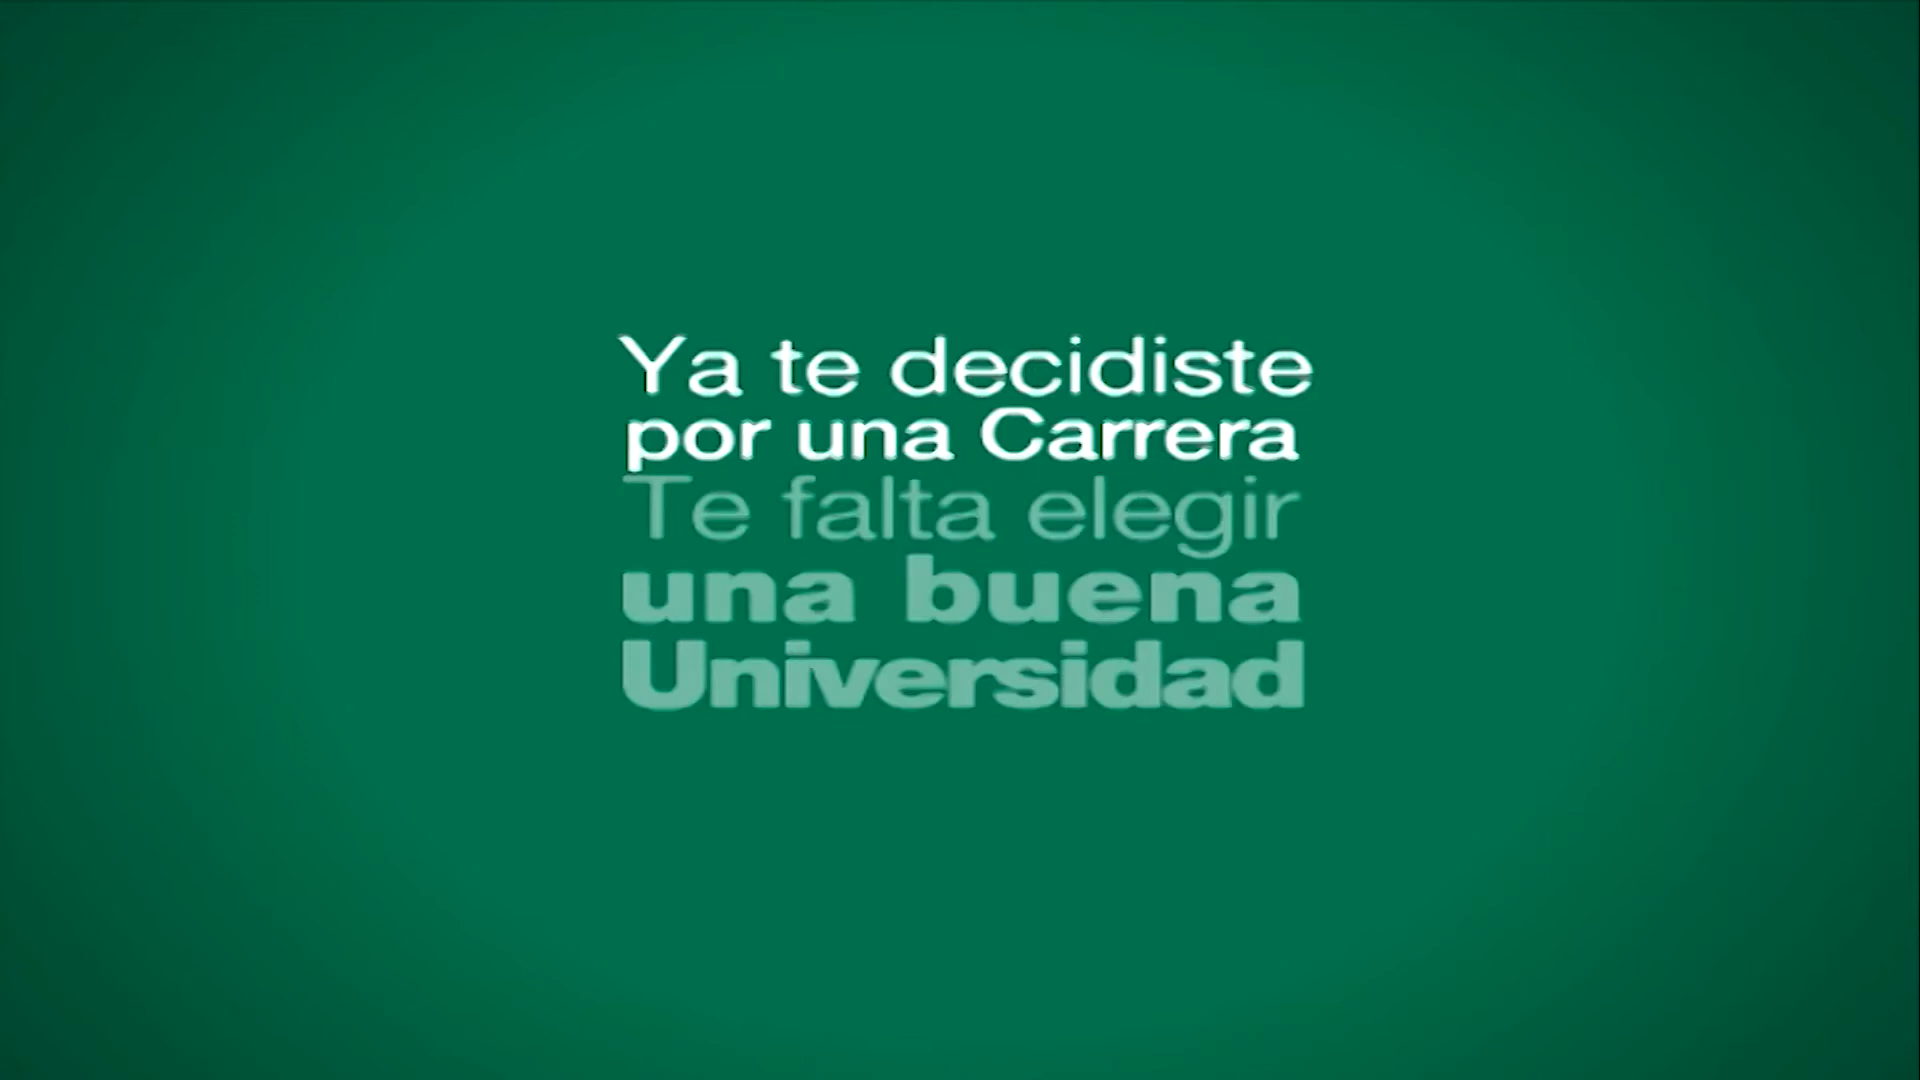 Ya te decidiste
por una Carrera
Te falta elegir
una buena
Universidad